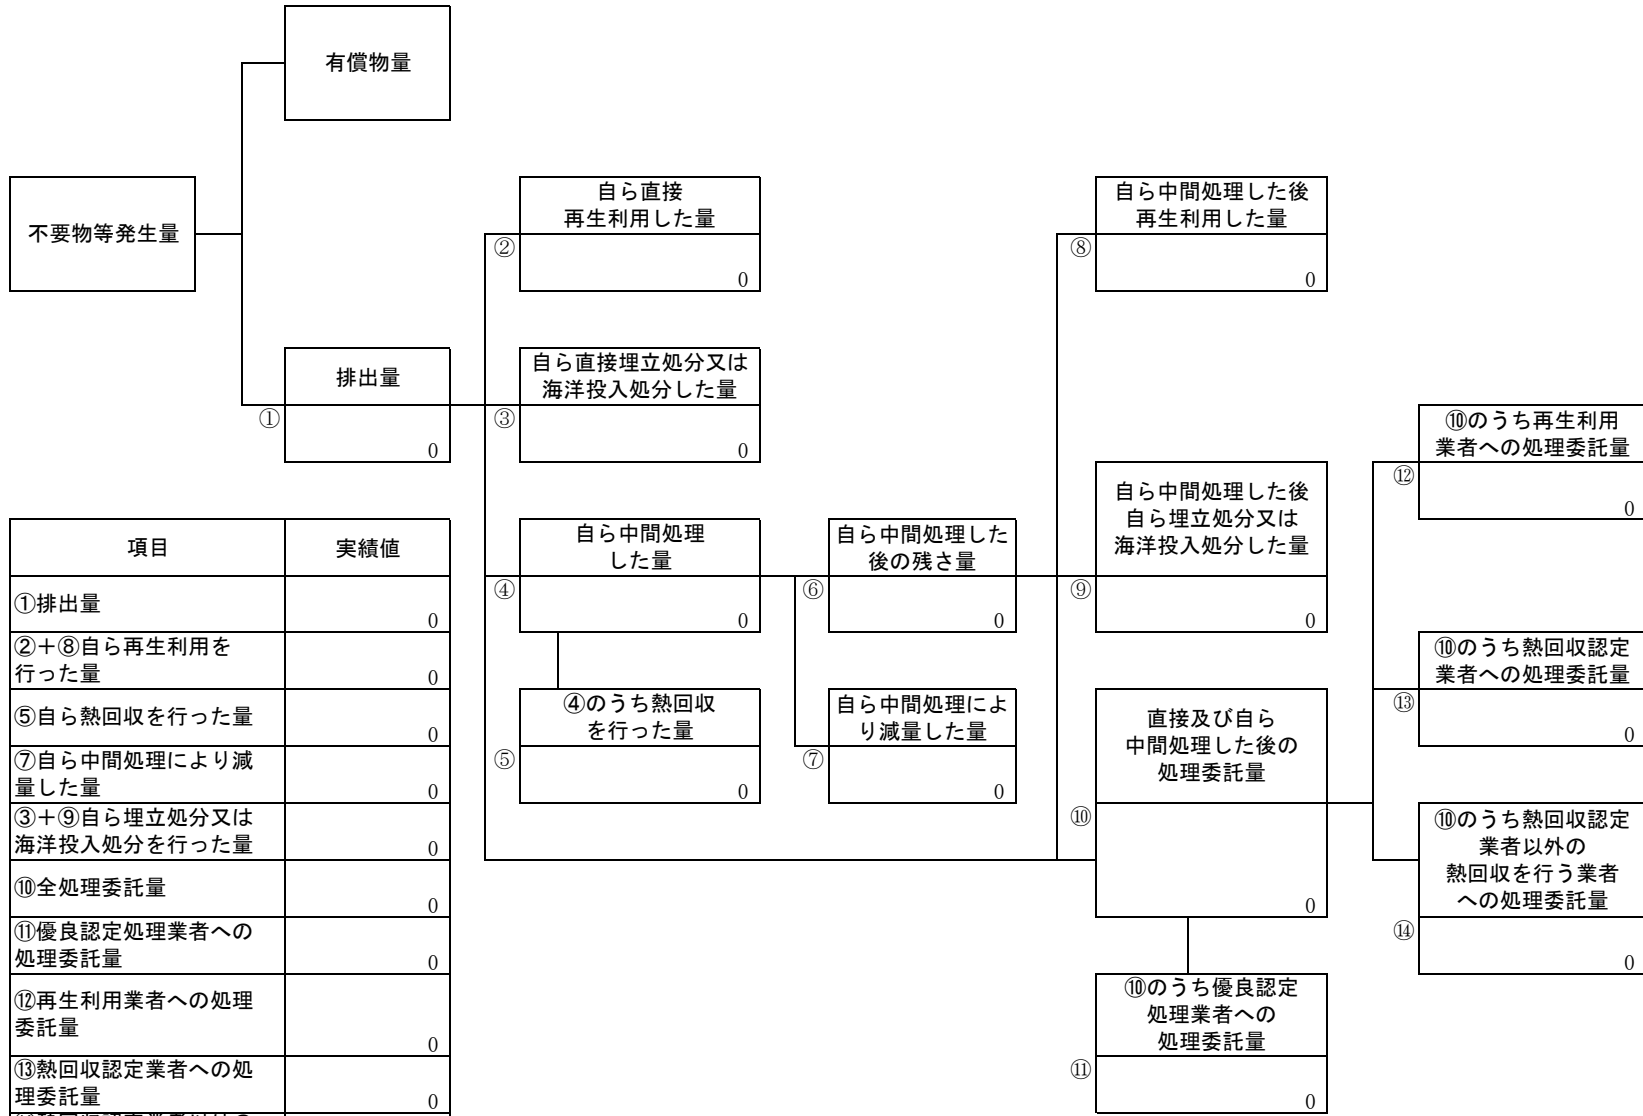 有償物量
不要物等発生量
自ら直接
再生利用した量
②
0
自ら中間処理した後
再生利用した量
⑧
0
排出量
①
0
自ら直接埋立処分又は
海洋投入処分した量
③
0
⑩のうち再生利用
業者への処理委託量
⑫
0
自ら中間処理
した量
④
0
自ら中間処理した
後の残さ量
⑥
0
自ら中間処理した後
自ら埋立処分又は
海洋投入処分した量
⑨
0
⑩のうち熱回収認定
業者への処理委託量
⑬
0
④のうち熱回収
を行った量
⑤
0
自ら中間処理によ
り減量した量
⑦
0
直接及び自ら
中間処理した後の
処理委託量
⑩
0
⑩のうち熱回収認定
業者以外の
熱回収を行う業者
への処理委託量
⑭
0
⑩のうち優良認定
処理業者への
処理委託量
⑪
0
項目 実績値
①排出量
0
②＋⑧自ら再生利用を
行った量
0
⑤自ら熱回収を行った量
0
⑦自ら中間処理により減
量した量
0
③＋⑨自ら埋立処分又は
海洋投入処分を行った量
0
⑩全処理委託量
0
⑪優良認定処理業者への
処理委託量
0
⑫再生利用業者への処理
委託量
0
⑬熱回収認定業者への処
理委託量
0